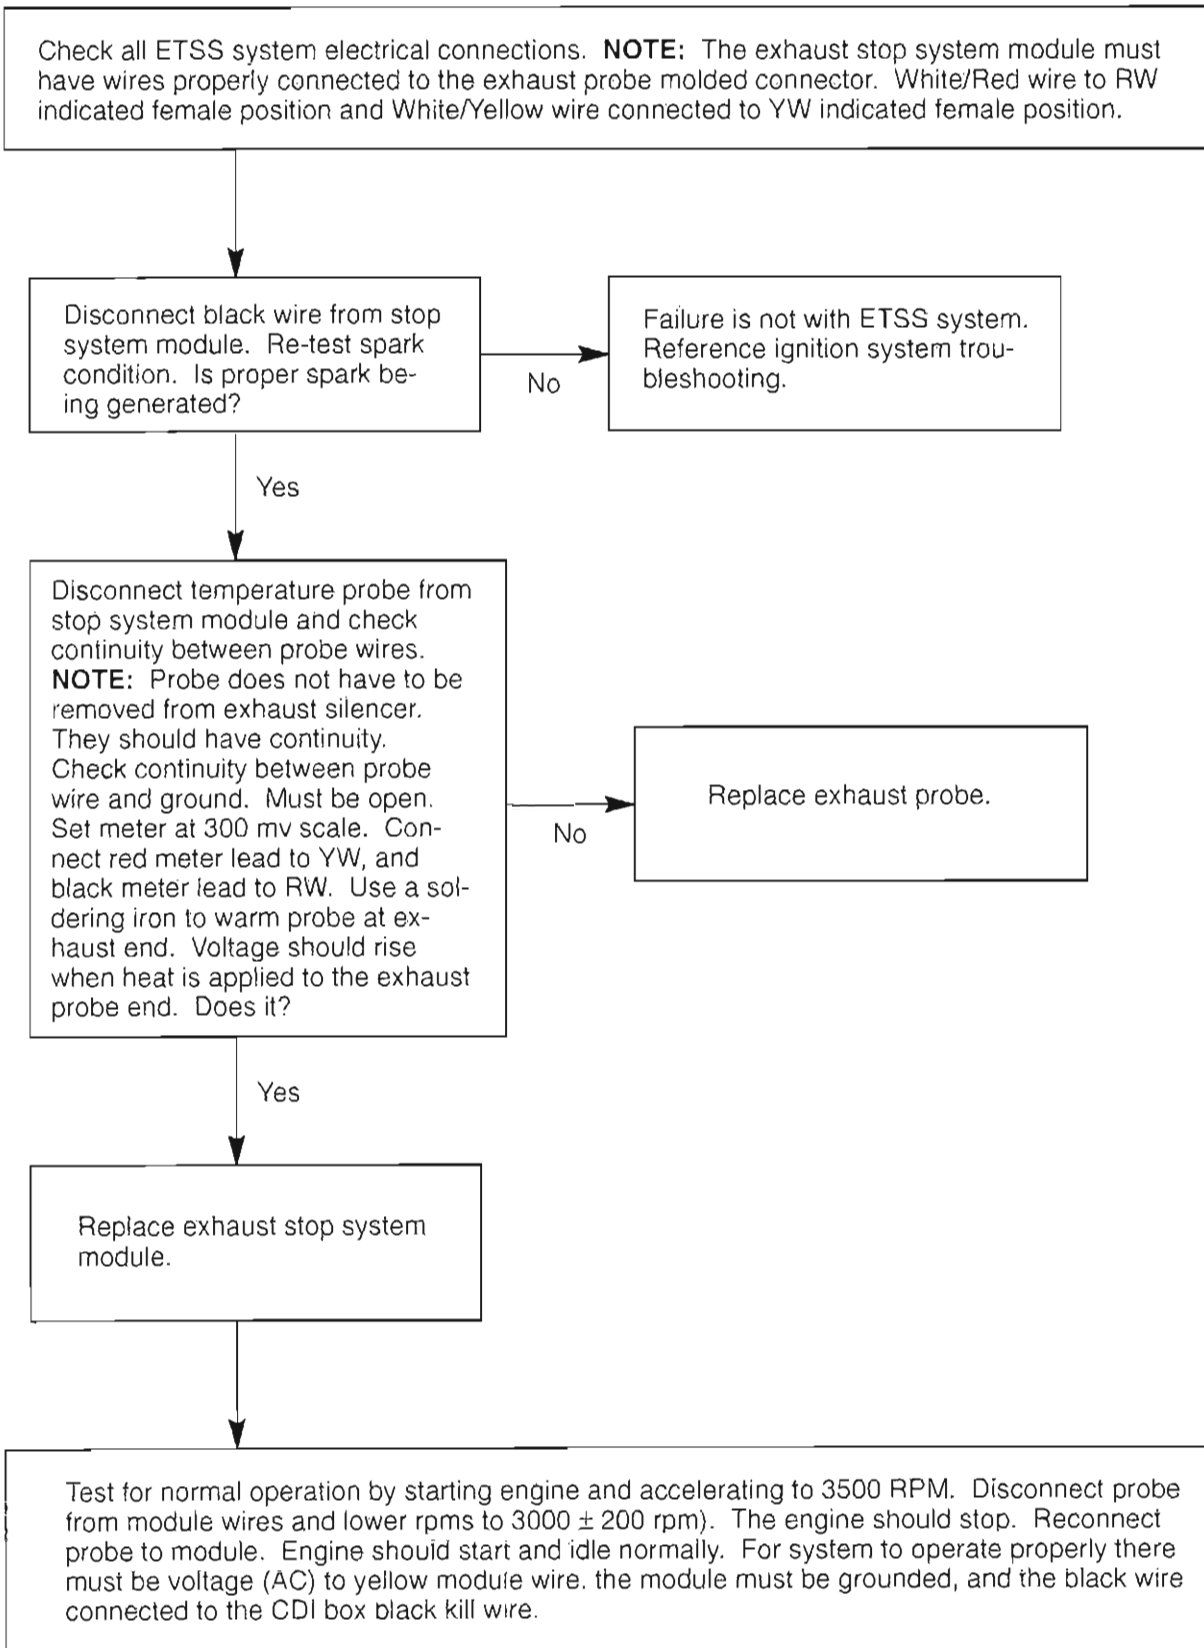 Check all ETSS system electrical connections. NOTE: The exhaust stop system module must
have wires properly connected to the exhaust probe molded connector. White/Red wire to RW
indicated female position and White/Yellow wire connected to YW indicated female position.
Disconnect black wire from stop
system module. Re-test spark
condition. Is proper spark be-
ing generated?
No
Failure is not with ETSS system.
Reference ignition system trou-
bleshooting.
Yes
Disconnect temperature probe from
stop system module and check
continuity between probe wires.
NOTE: Probe does not have to be
removed from exhaust silencer.
They should have continuity.
Check continuity between probe
wire and ground. Must be open.
Set meter at 300 mv scale. Con-
nect red meter lead to YW, and
black meter lead to RW. Use a sol-
dering iron to warm probe at ex-
haust end. Voltage should rise
when heat is applied to the exhaust
probe end. Does it?
No
Replace exhaust probe.
Yes
Replace exhaust stop system
module.
Test for normal operation by starting engine and accelerating to 3500 RPM. Disconnect probe
from module wires and lower rpms to 3000 ± 200 rpm). The engine should stop. Reconnect
probe to module. Engine should start and idle normally. For system to operate properly there
must be voltage (AC) to yellow module wire. the module must be grounded, and the black wire
connected to the CDI box black kill wire.